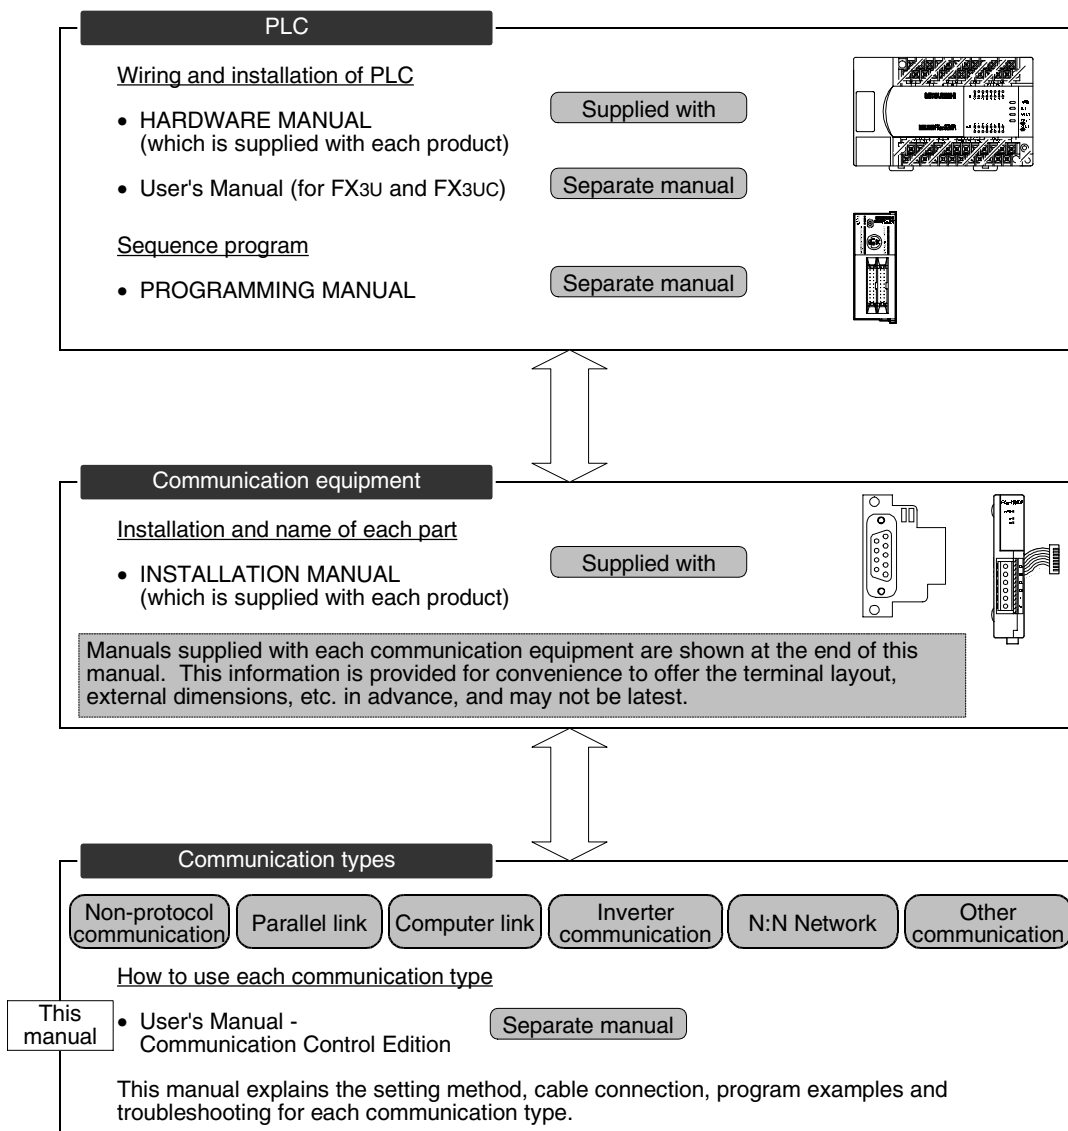 PLC
Wiring and installation of PLC
• HARDWARE MANUAL
(which is supplied with each product)
Supplied with
• User's Manual (for FX3U and FX3UC)
Separate manual
Sequence program
• PROGRAMMING MANUAL
Separate manual
Communication equipment
Installation and name of each part
• INSTALLATION MANUAL
(which is supplied with each product)
Supplied with
Manuals supplied with each communication equipment are shown at the end of this
manual. This information is provided for convenience to offer the terminal layout,
external dimensions, etc. in advance, and may not be latest.
Communication types
Non-protocol
communication
Parallel link
Computer link
Inverter
communication
N:N Network
Other
communication
How to use each communication type
This
manual
• User's Manual -
Communication Control Edition
Separate manual
This manual explains the setting method, cable connection, program examples and
troubleshooting for each communication type.